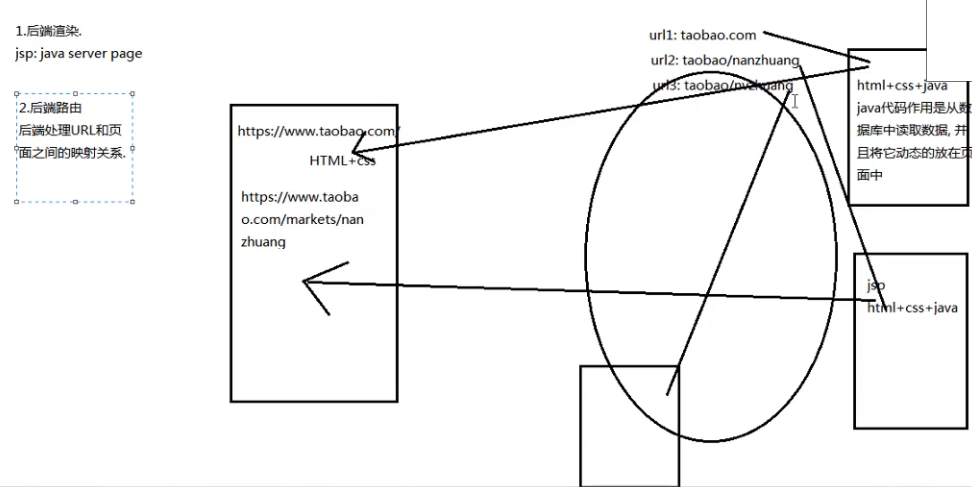 1.后端渲染.
jsp: java server page
2.后端路由
后端处理URL和页
面之间的映射关系.
https://www.taobao.com/
HTML+css
https://www.taoba
o.com/markets/nan
zhuang
url1: taobao.com
url2: taobao/nanzhuang
url3: taobao/nvzhuang
html+css+java
java代码作用是从数
据库中读取数据, 并
且将它动态的放在页
面中
jsp
html+css+java